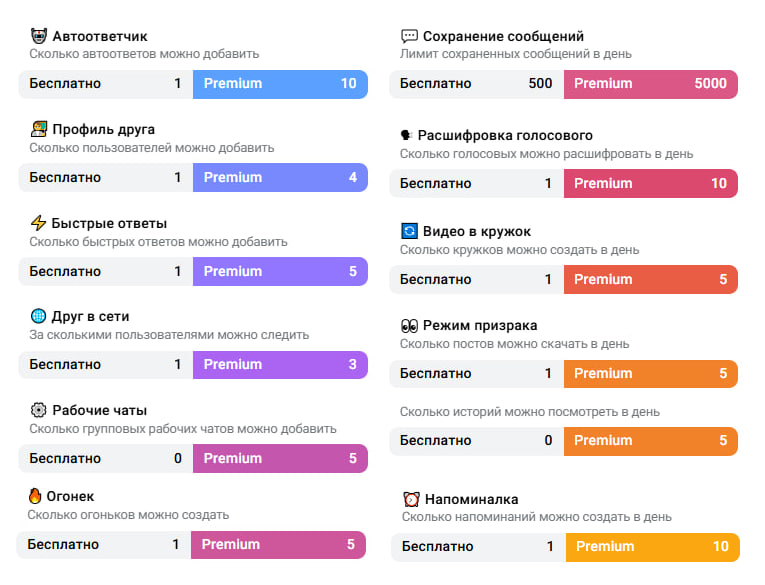 Автоответчик
Сколько автоответов можно добавить
Бесплатно 1 Premium 10
Профиль друга
Сколько пользователей можно добавить
Бесплатно 1 Premium 4
Быстрые ответы
Сколько быстрых ответов можно добавить
Бесплатно 1 Premium 5
Друг в сети
За сколькими пользователями можно следить
Бесплатно 1 Premium 3
Рабочие чаты
Сколько групповых рабочих чатов можно добавить
Бесплатно 0 Premium 5
Огонек
Сколько огоньков можно создать
Бесплатно 1 Premium 5
Сохранение сообщений
Лимит сохраненных сообщений в день
Бесплатно 500 Premium 5000
Расшифровка голосового
Сколько голосовых можно расшифровать в день
Бесплатно 1 Premium 10
Видео в кружок
Сколько кружков можно создать в день
Бесплатно 1 Premium 5
Режим призрака
Сколько постов можно скачать в день
Бесплатно 1 Premium 5
Сколько историй можно посмотреть в день
Бесплатно 0 Premium 5
Напоминалка
Сколько напоминаний можно создать в день
Бесплатно 1 Premium 10